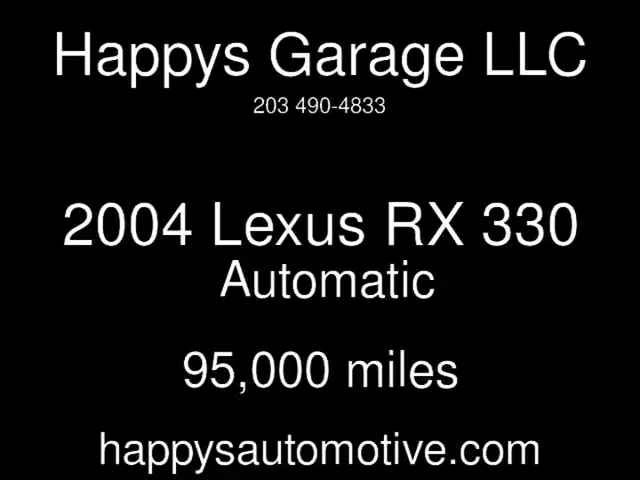 Happys Garage LLC
203 490-4833
2004 Lexus RX 330
Automatic
95,000 miles
happysautomotive.com